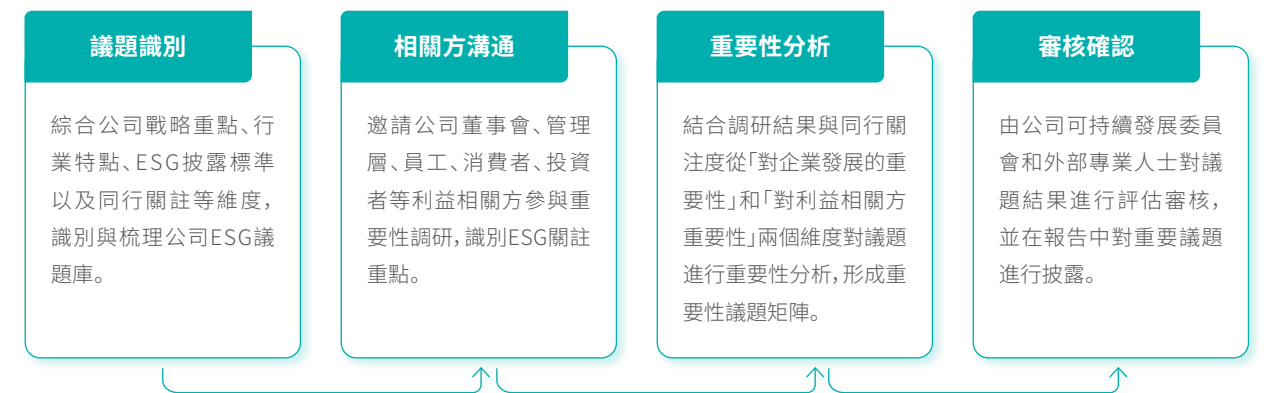 議題識別
綜合公司戰略重點、行
業特點、ESG披露標準
以及同行關註等維度，
識別與梳理公司ESG議
題庫。
相關方溝通
邀請公司董事會、管理
層、員工、消費者、投資
者等利益相關方參與重
要性調研，識別ESG關註
重點。
重要性分析
結合調研結果與同行關
注度從「對企業發展的重
要性」和「對利益相關方
重要性」兩個維度對議題
進行重要性分析，形成重
要性議題矩陣。
審核確認
由公司可持續發展委員
會和外部專業人士對議
題結果進行評估審核，
並在報告中對重要議題
進行披露。